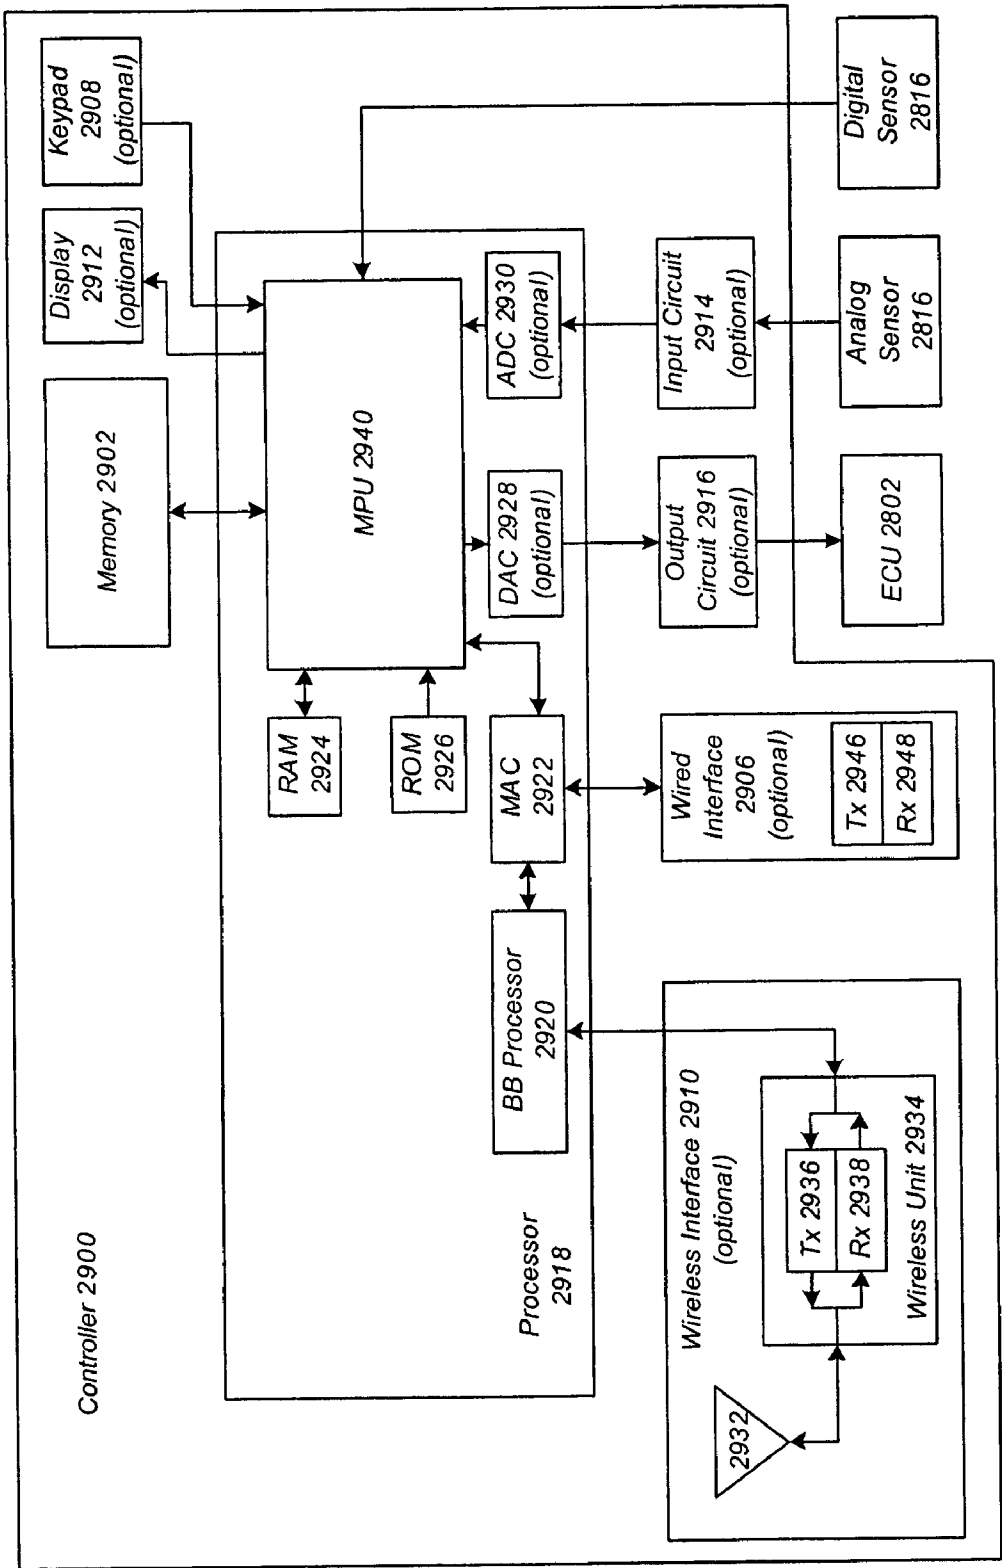 Controller 2900
Memory 2902
Display
2912
(optional)
Keypad
2908
(optional)
RAM
2924
ROM
2926
MPU 2940
BB Processor
2920
MAC
2922
DAC 2928
(optional)
ADC 2930
(optional)
Processor
2918
Wireless Interface 2910
(optional)
2932
Tx 2936
Rx 2938
Wireless Unit 2934
Wired
Interface
2906
(optional)
Tx 2946
Rx 2948
Output
Circuit 2916
(optional)
Input Circuit
2914
(optional)
ECU 2802
Analog
Sensor
2816
Digital
Sensor
2816